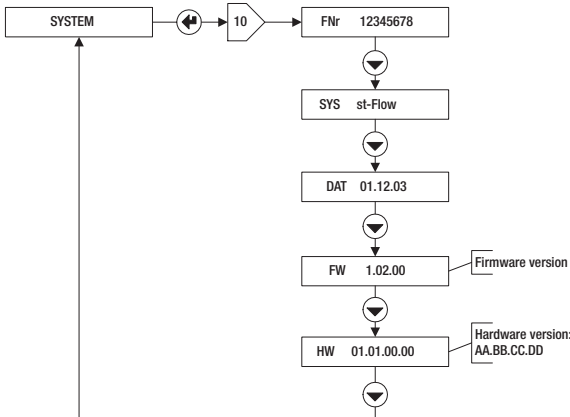 SYSTEM
10
FNr 12345678
SYS st-Flow
DAT 01.12.03
FW 1.02.00
Firmware version
HW 01.01.00.00
Hardware version:
AA.BB.CC.DD